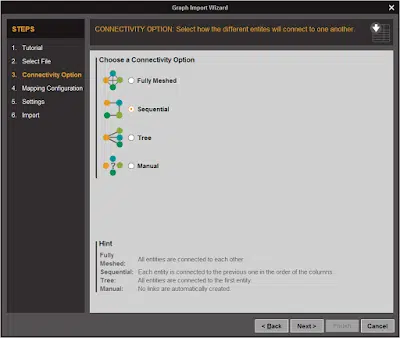 Graph Import Wizard
STEPS
1. Tutorial
2. Select File
3. Connectivity Option
4. Mapping Configuration
5. Settings
6. Import
CONNECTIVITY OPTION. Select how the different entites will connect to one another.
Choose a Connectivity Option
Fully Meshed
Sequential
Tree
? Manual
Hint
Fully Meshed: All entities are connected to each other
Sequential: Each entity is connected to the previous one in the order of the columns
Tree: All entities are connected to the first entity
Manual: No links are automatically created
< Back Next > Finish Cancel